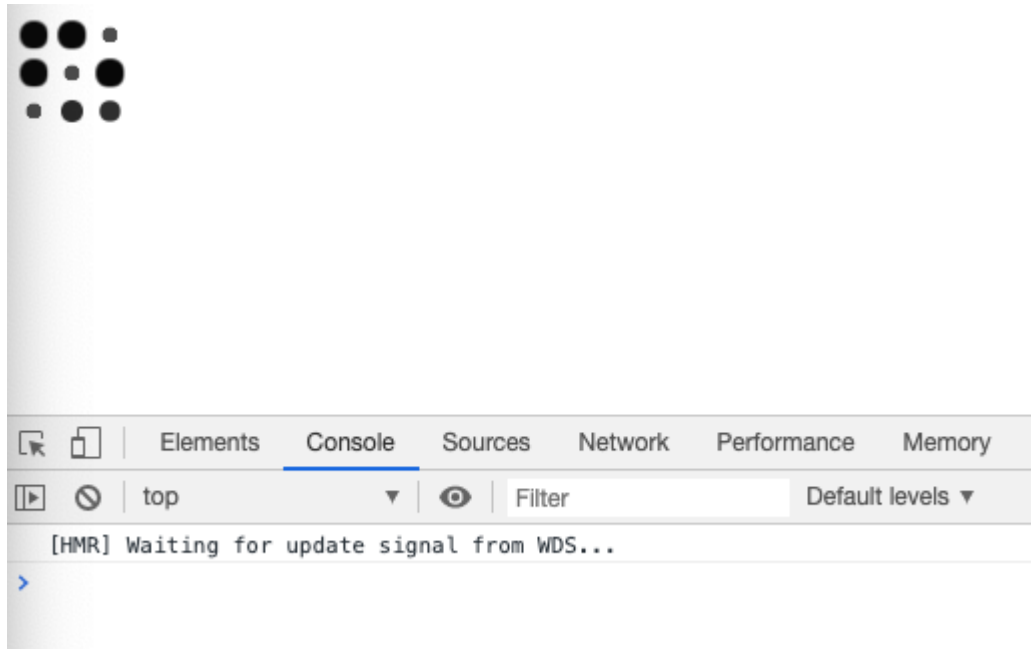 Elements Console Sources Network Performance Memory
top Filter Default levels
[HMR] Waiting for update signal from WDS...